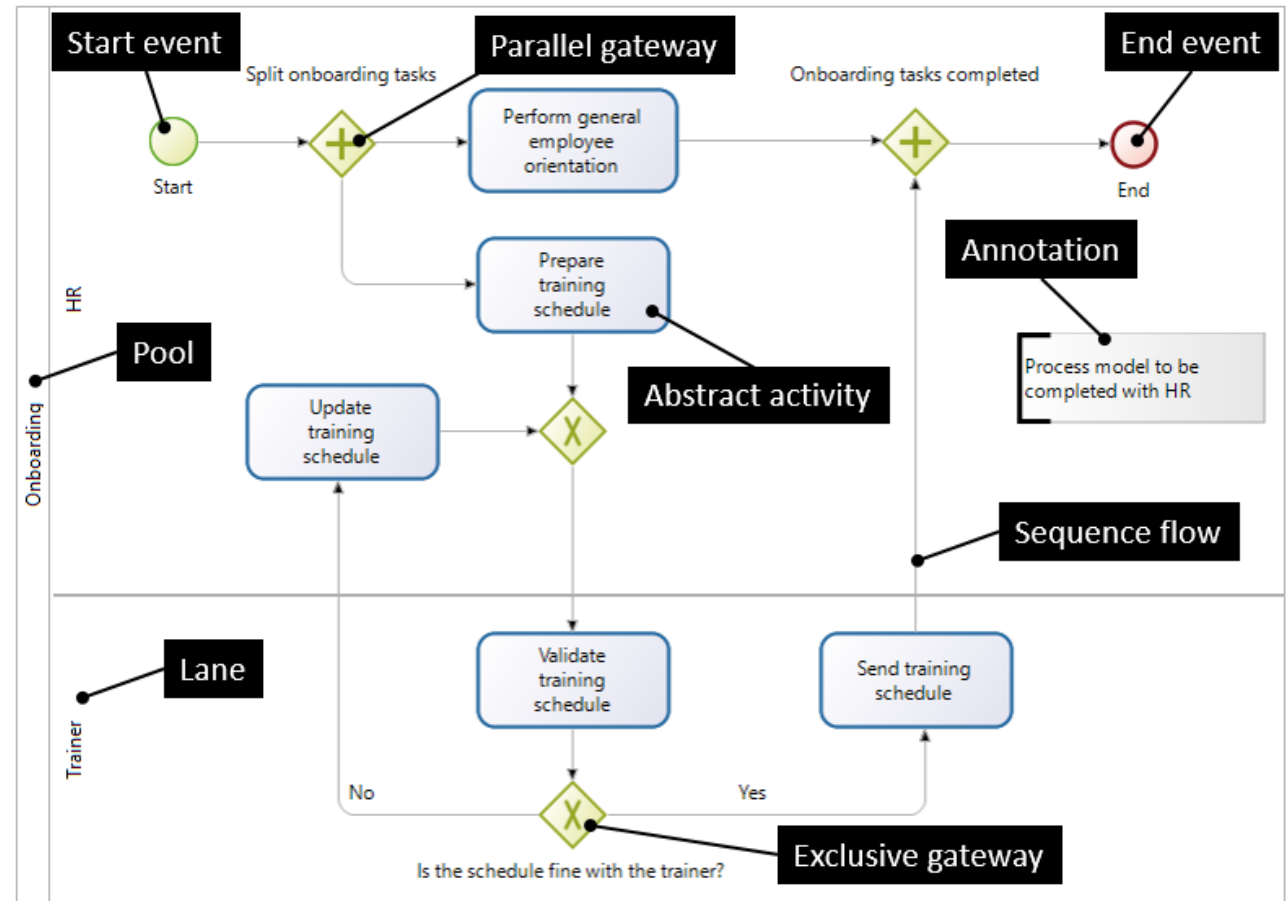 Start event
Parallel gateway
End event
Split onboarding tasks
Onboarding tasks completed
Perform general
employee
orientation
Start
End
Annotation
Prepare
training
schedule
HR
Pool
Process model to be
completed with HR
Abstract activity
Update
training
schedule
X
Onboarding
Sequence flow
Validate
training
schedule
Send training
schedule
Lane
Trainer
No
Yes
X
Exclusive gateway
Is the schedule fine with the trainer?